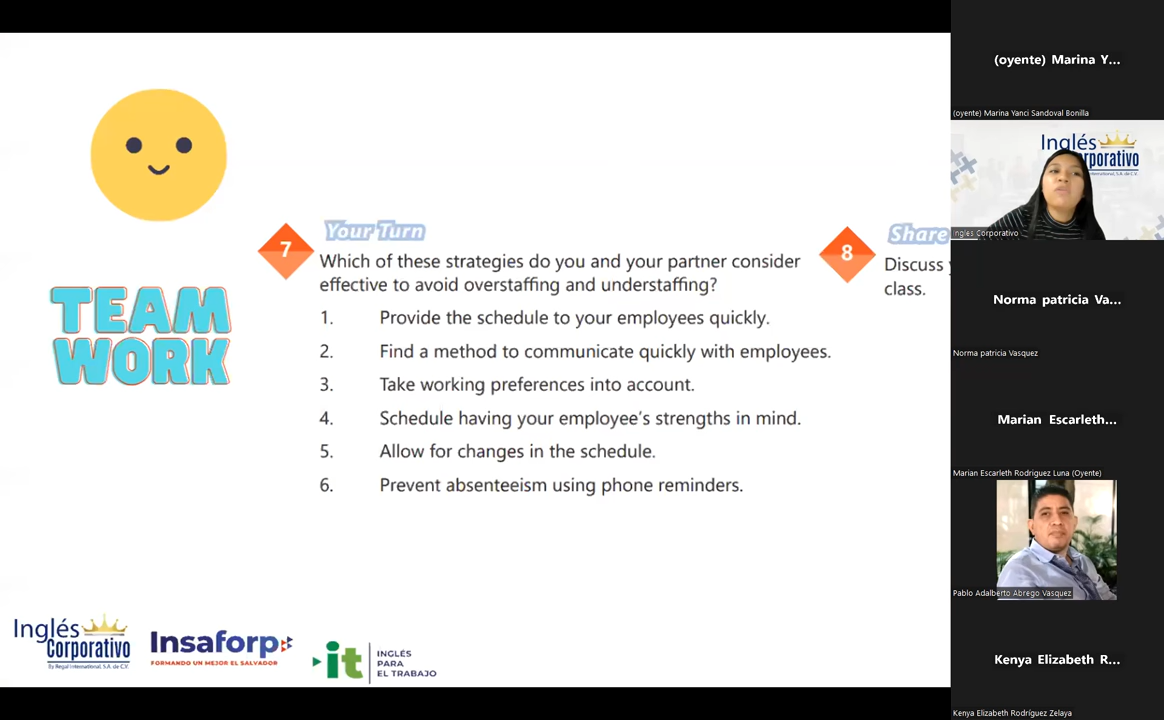 TEAM
WORK
7
Your Turn
Which of these strategies do you and your partner consider
effective to avoid overstaffing and understaffing?
1. Provide the schedule to your employees quickly.
2. Find a method to communicate quickly with employees.
3. Take working preferences into account.
4. Schedule having your employee's strengths in mind.
5. Allow for changes in the schedule.
6. Prevent absenteeism using phone reminders.
8
Share
Discuss
class.
Inglés
Corporativo
By Regal International, S.A. de C.V.
Insaforp
FORMANDO UN MEJOR EL SALVADOR
it
INGLÉS
PARA
EL TRABAJO
(oyente) Marina Y...
(oyente) Marina Yanci Sandoval Bonilla
Inglés
Corporativo
International, S.A. de C.V.
Ingles Corporativo
Norma patricia Va...
Norma patricia Vasquez
Marian Escarleth...
Marian Escarleth Rodriguez Luna (Oyente)
Pablo Adalberto Abrego Vasquez
Kenya Elizabeth R...
Kenya Elizabeth Rodríguez Zelaya